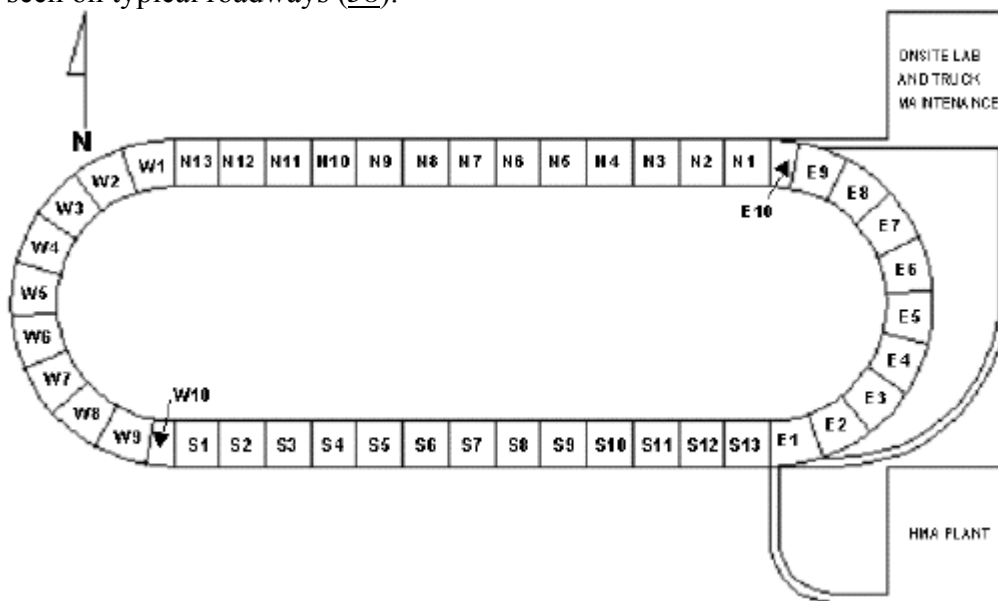 seen on typical roadways (38).
ONSITE LAB
AND TRUCK
MAINTENANCE
N
W1 N13 N12 N11 N10 N9 N8 N7 N6 N5 N4 N3 N2 N1
W2
E9
W3
E8
E10
E7
W4
E6
W5
E5
W6
E4
W7
E3
W10
W8
E2
W9 S1 S2 S3 S4 S5 S6 S7 S8 S9 S10 S11 S12 S13 E1
HMA PLANT